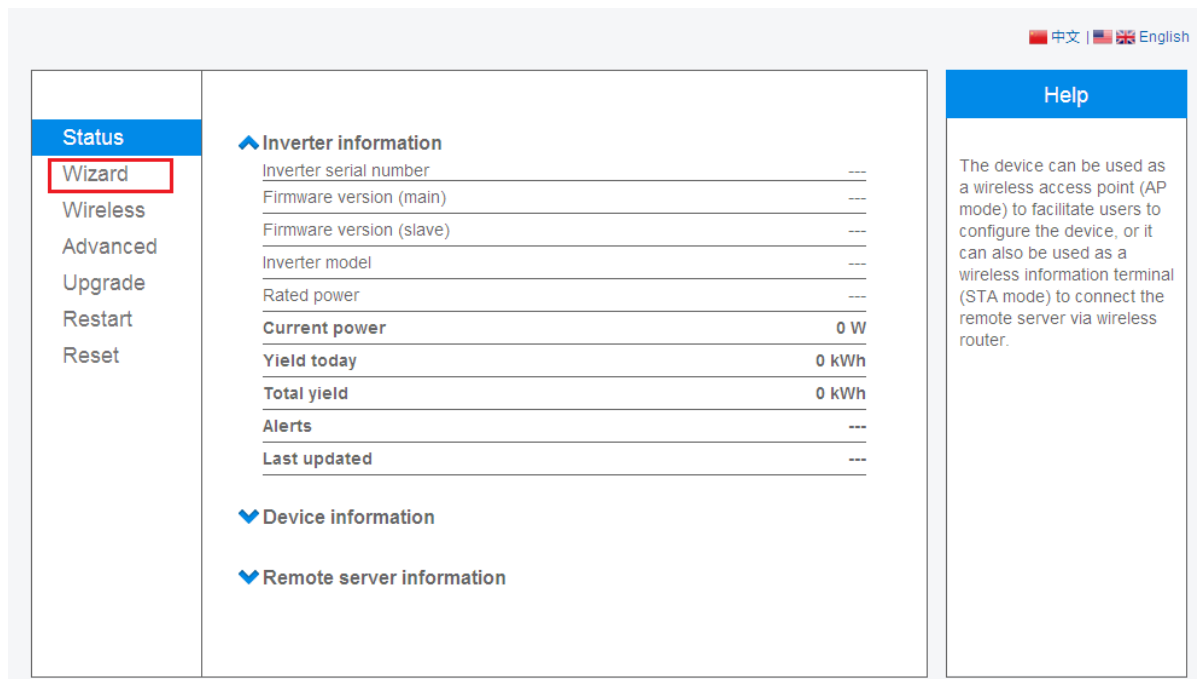 中文 | English
Status
Wizard
Wireless
Advanced
Upgrade
Restart
Reset
Inverter information
Inverter serial number ---
Firmware version (main) ---
Firmware version (slave) ---
Inverter model ---
Rated power ---
Current power 0 W
Yield today 0 kWh
Total yield 0 kWh
Alerts ---
Last updated ---
Device information
Remote server information
Help
The device can be used as
a wireless access point (AP
mode) to facilitate users to
configure the device, or it
can also be used as a
wireless information terminal
(STA mode) to connect the
remote server via wireless
router.